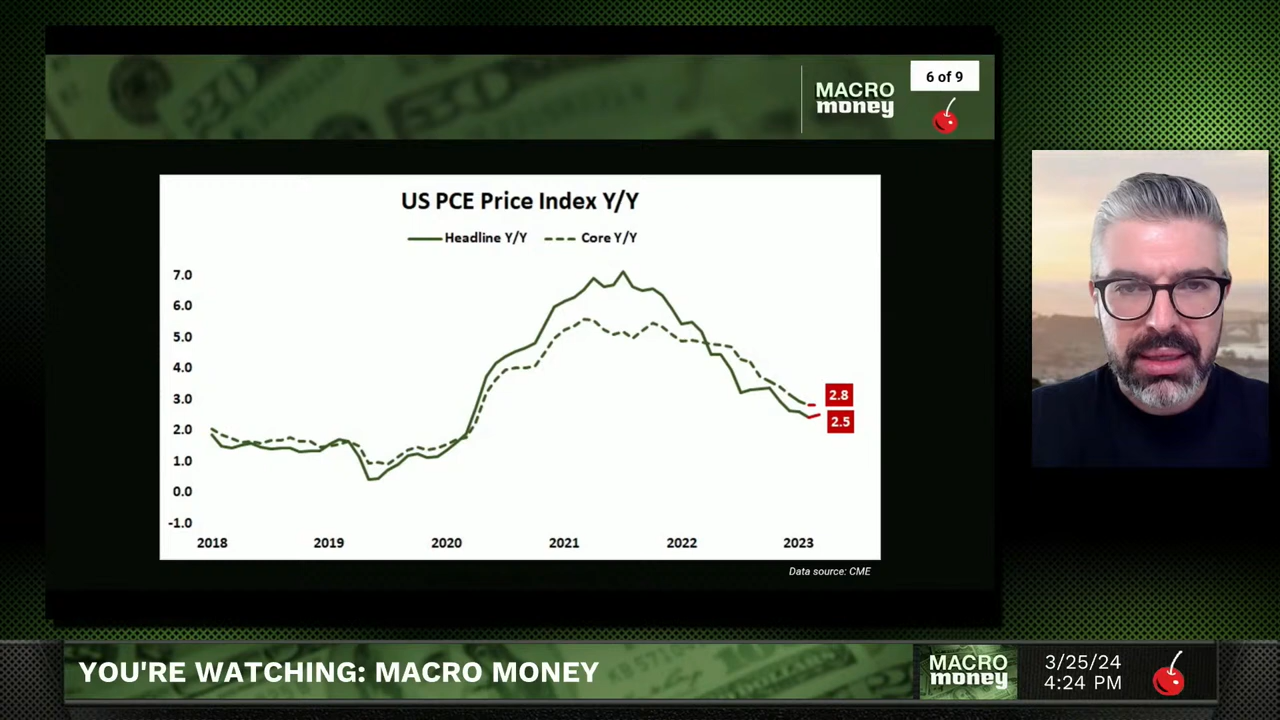 MACRO
money
6 of 9
US PCE Price Index Y/Y
Headline Y/Y
Core Y/Y
7.0
6.0
5.0
4.0
3.0
2.0
1.0
0.0
-1.0
2.8
2.5
2018
2019
2020
2021
2022
2023
Data source: CME
YOU'RE WATCHING: MACRO MONEY
MACRO
money
3/25/24
4:24 PM